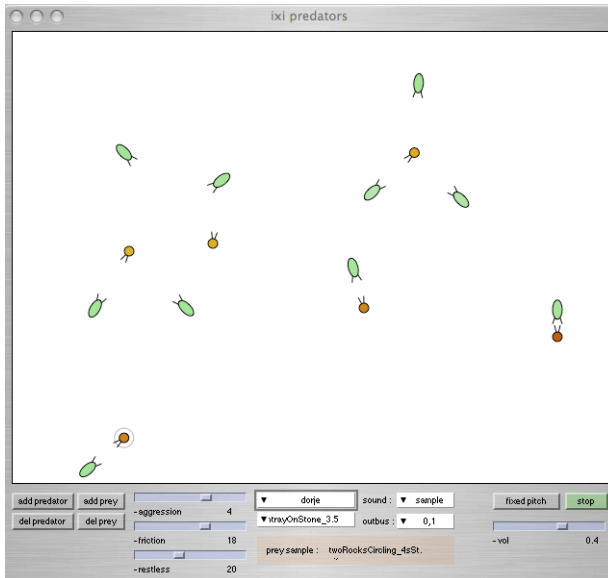 ixi predators
add predator
add prey
del predator
del prey
-aggression 4
-friction 18
-restless 20
dorje
strayOnStone_3.5
prey sample : twoRocksCircling_4sSt.
sound : sample
outbus : 0,1
fixed pitch
stop
-vol 0.4